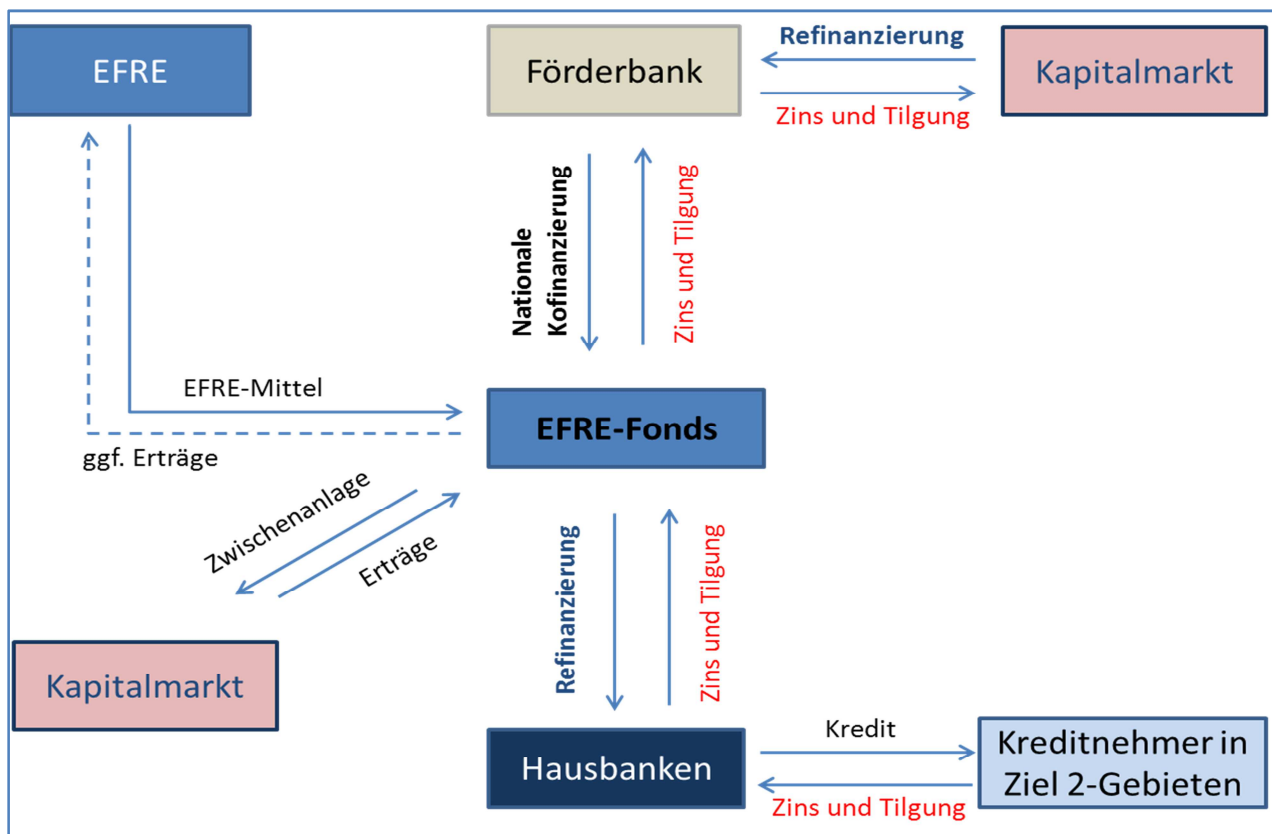 EFRE
Förderbank
Refinanzierung
Kapitalmarkt
Zins und Tilgung
Nationale
Kofinanzierung
Zins und Tilgung
EFRE-Mittel
EFRE-Fonds
ggf. Erträge
Zwischenanlage
Erträge
Refinanzierung
Zins und Tilgung
Kapitalmarkt
Hausbanken
Kredit
Zins und Tilgung
Kreditnehmer in
Ziel 2-Gebieten